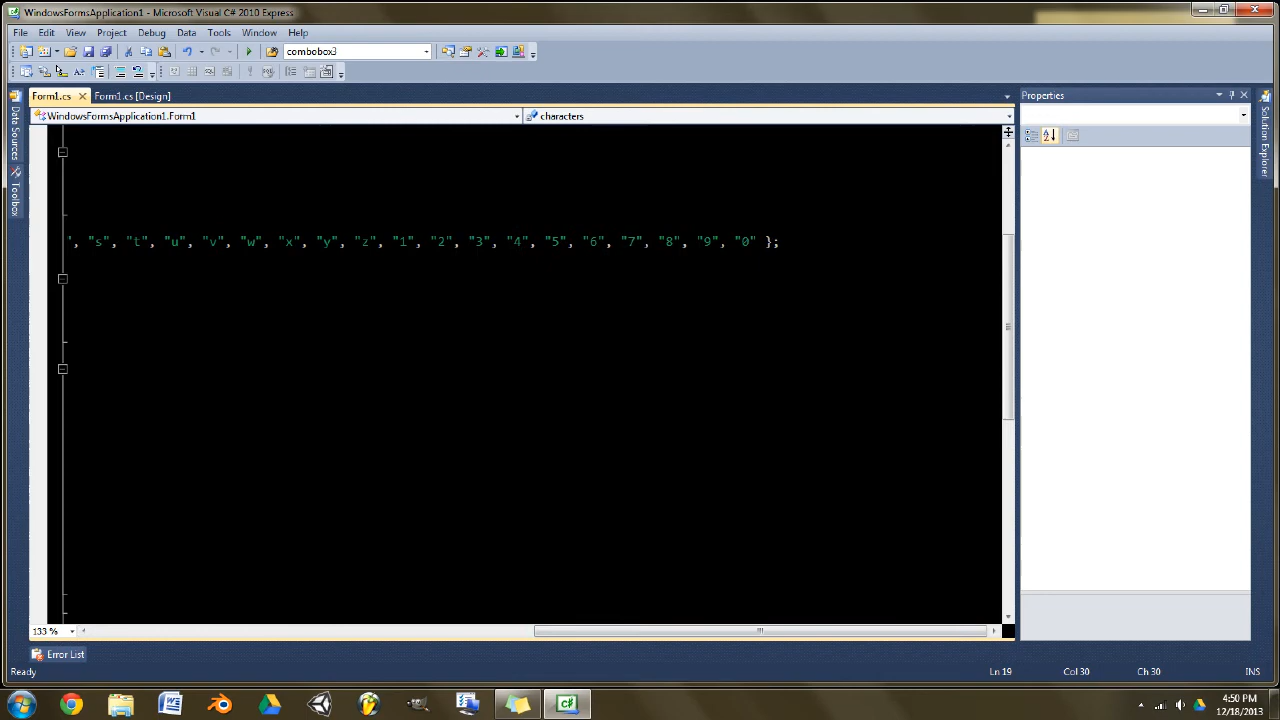 WindowsFormsApplication1 - Microsoft Visual C# 2010 Express
File Edit View Project Debug Data Tools Window Help
combobox3
Form1.cs Form1.cs [Design]
WindowsFormsApplication1.Form1 characters
Properties
Data Sources
Toolbox
Solution Explorer
", "s", "t", "u", "v", "w", "x", "y", "z", "1", "2", "3", "4", "5", "6", "7", "8", "9", "0" };
133 %
Error List
Ready Ln 19 Col 30 Ch 30 INS
4:50 PM
12/18/2013